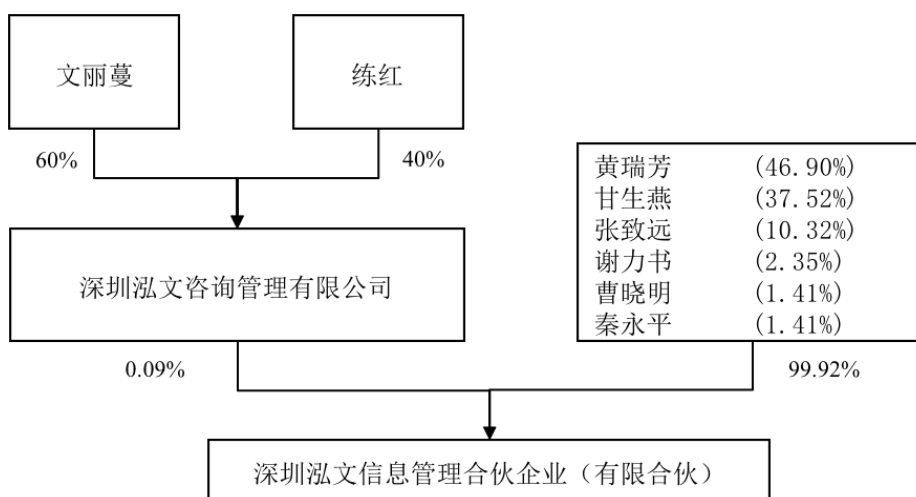 文丽蔓
练红
60%
40%
黄瑞芳 (46.90%)
甘生燕 (37.52%)
张致远 (10.32%)
谢力书 (2.35%)
曹晓明 (1.41%)
秦永平 (1.41%)
深圳泓文咨询管理有限公司
0.09%
99.92%
深圳泓文信息管理合伙企业（有限合伙）